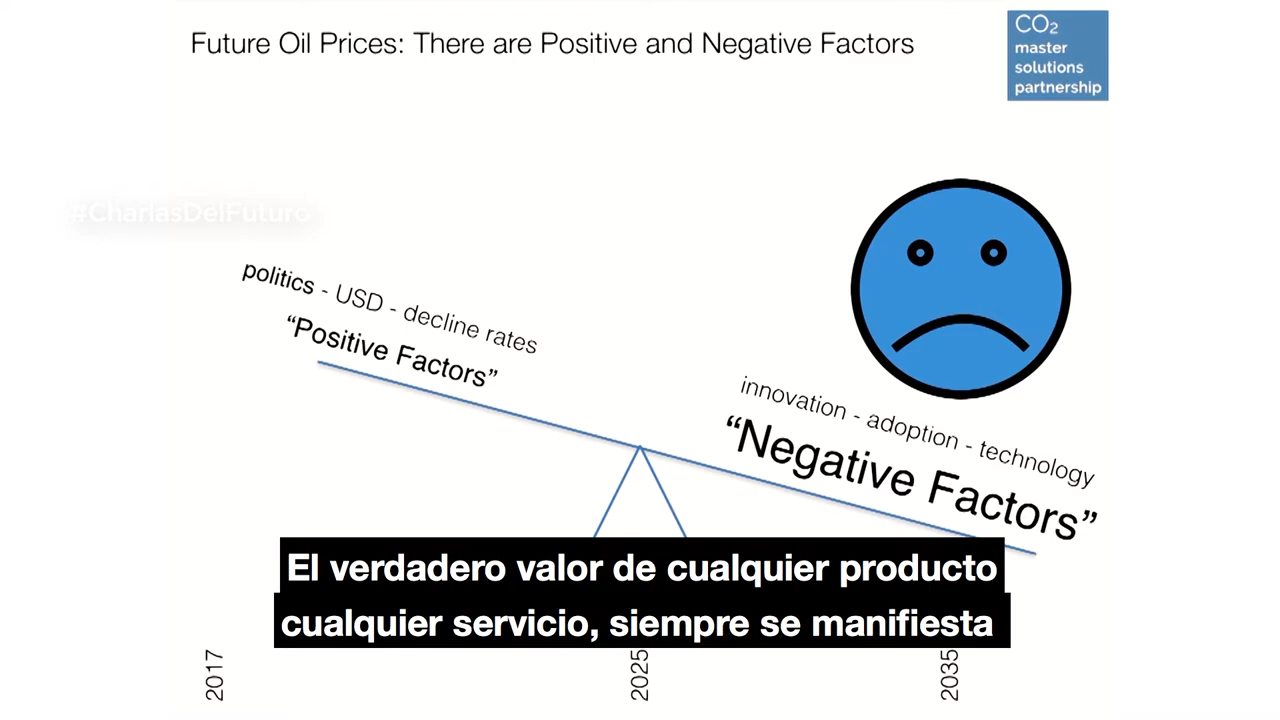 Future Oil Prices: There are Positive and Negative Factors
CO₂
master
solutions
partnership
#CharlasDelFuturo
politics - USD - decline rates
“Positive Factors”
innovation - adoption - technology
“Negative Factors”
El verdadero valor de cualquier producto
cualquier servicio, siempre se manifiesta
2017
2025
2035